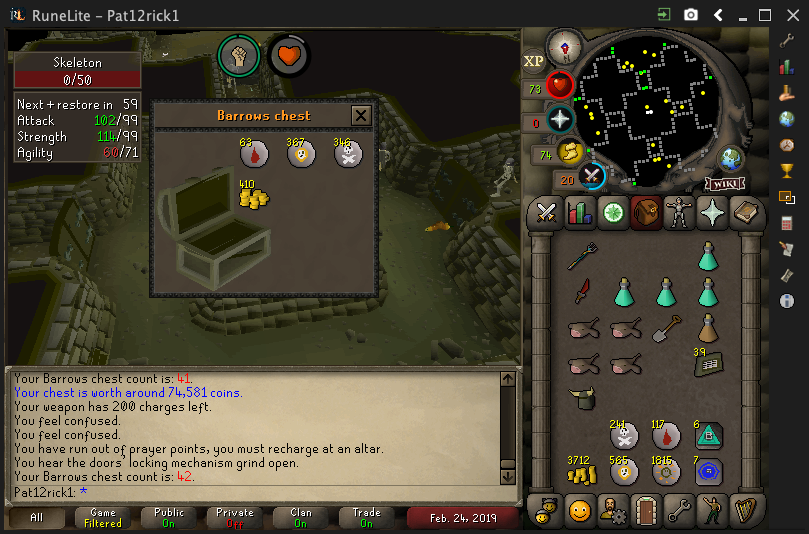 RuneLite - Pat12rick1
Skeleton
0/50
Next + restore in 59
Attack 102/99
Strength 114/99
Agility 60/71
Barrows chest
63 367 346
410
XP
73
0
74
20
WIKI
39
241 117 6
3712 565 1815 7
Your Barrows chest count is: 41.
Your chest is worth around 74,581 coins.
Your weapon has 200 charges left.
You feel confused.
You feel confused.
You have run out of prayer points, you must recharge at an altar.
You hear the doors' locking mechanism grind open.
Your Barrows chest count is: 42.
Pat12rick1: *
All
Game
Filtered
Public
On
Private
Off
Clan
On
Trade
On
Feb. 24, 2019